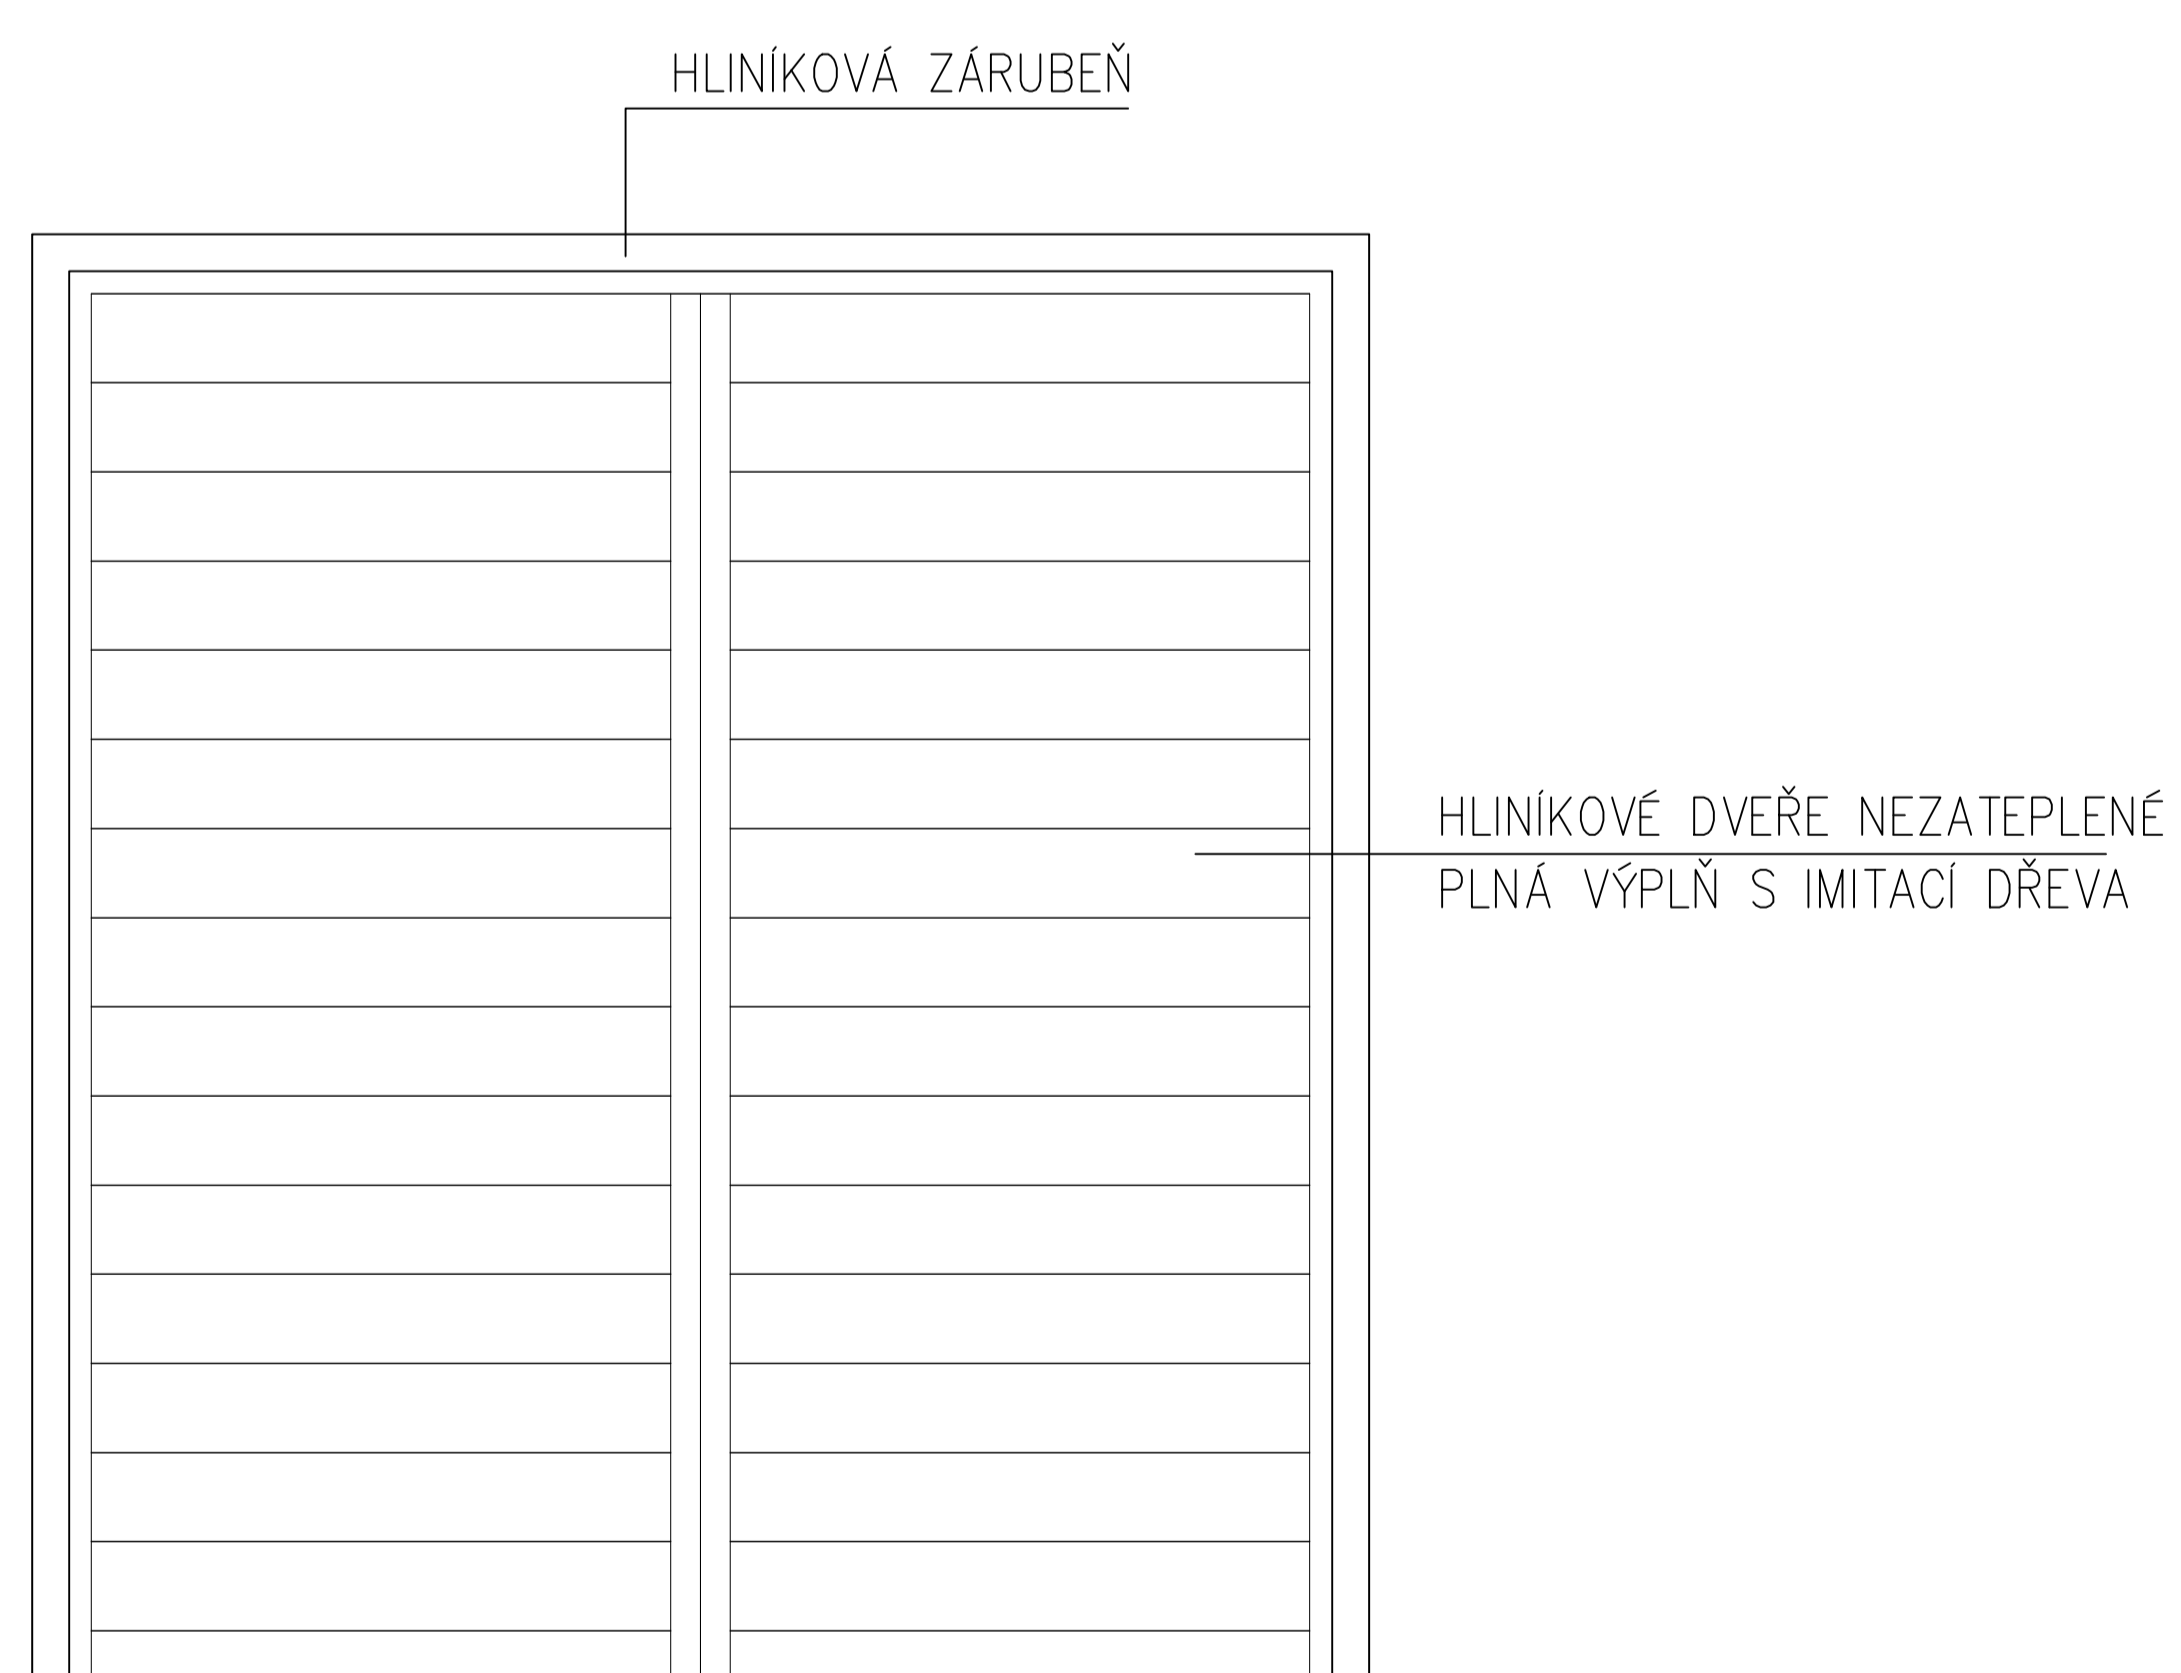 HLINÍKOVÁ ZÁRUBEŇ
HLINÍKOVÉ DVEŘE NEZATEPLENÉ
PLNÁ VÝPLŇ S IMITACÍ DŘEVA